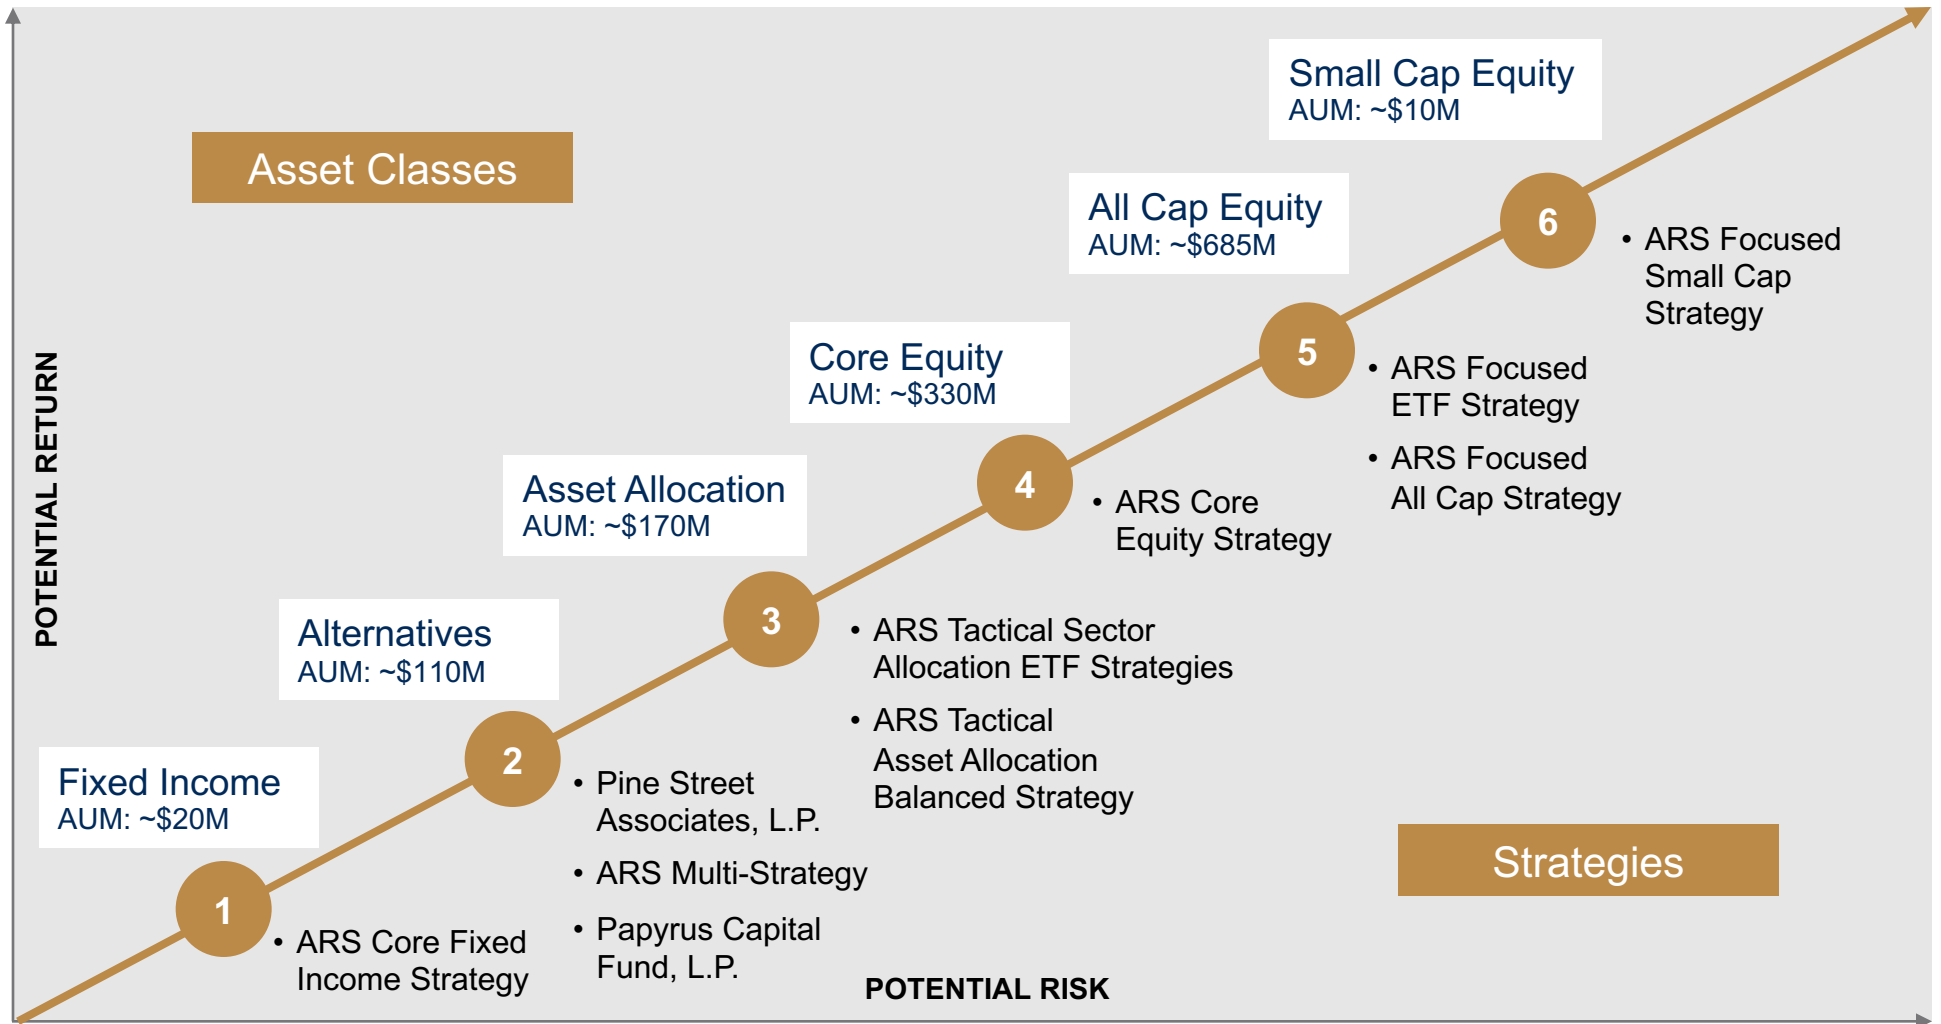 Small Cap Equity
AUM: ~$10M
Asset Classes
All Cap Equity
AUM: ~$685M
6
• ARS Focused
Small Cap
Strategy
Core Equity
AUM: ~$330M
5
• ARS Focused
ETF Strategy
• ARS Focused
All Cap Strategy
Asset Allocation
AUM: ~$170M
4
• ARS Core
Equity Strategy
POTENTIAL RETURN
Alternatives
AUM: ~$110M
3
• ARS Tactical Sector
Allocation ETF Strategies
• ARS Tactical
Asset Allocation
Balanced Strategy
Fixed Income
AUM: ~$20M
2
• Pine Street
Associates, L.P.
• ARS Multi-Strategy
• Papyrus Capital
Fund, L.P.
Strategies
1
• ARS Core Fixed
Income Strategy
POTENTIAL RISK